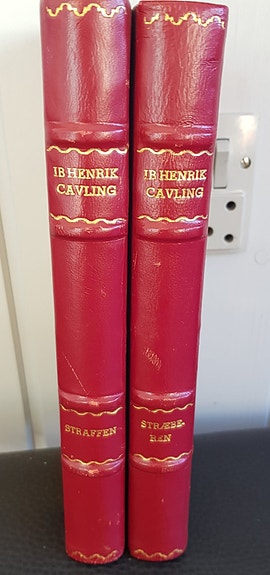 IB HENRIK
CAVLING
STRAFFEN
IB HENRIK
CAVLING
STRÆBE-
REN